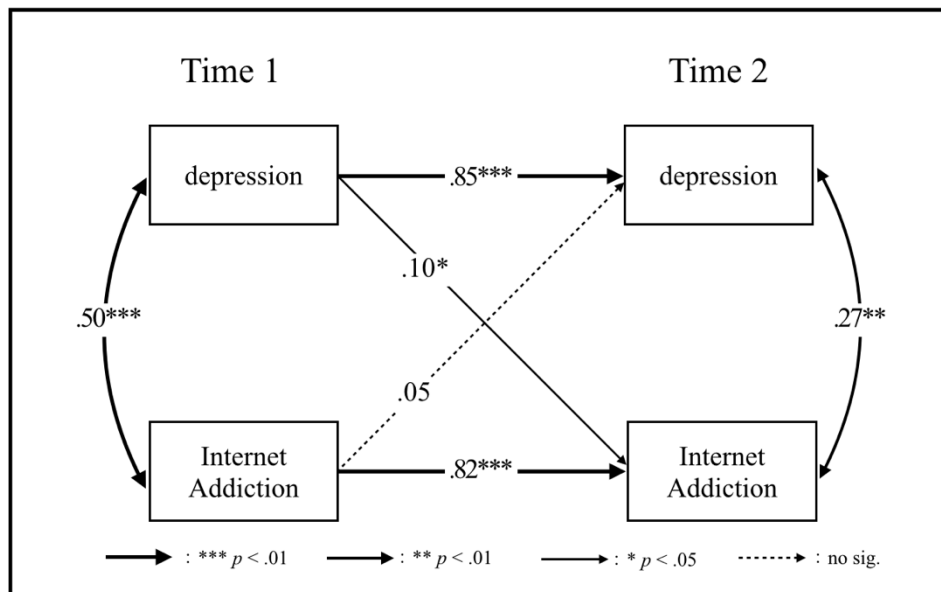 Time 1
Time 2
depression
.85***
depression
.10*
.50***
.27**
.05
Internet
Addiction
.82***
Internet
Addiction
: *** p < .01
: ** p < .01
: * p < .05
: no sig.